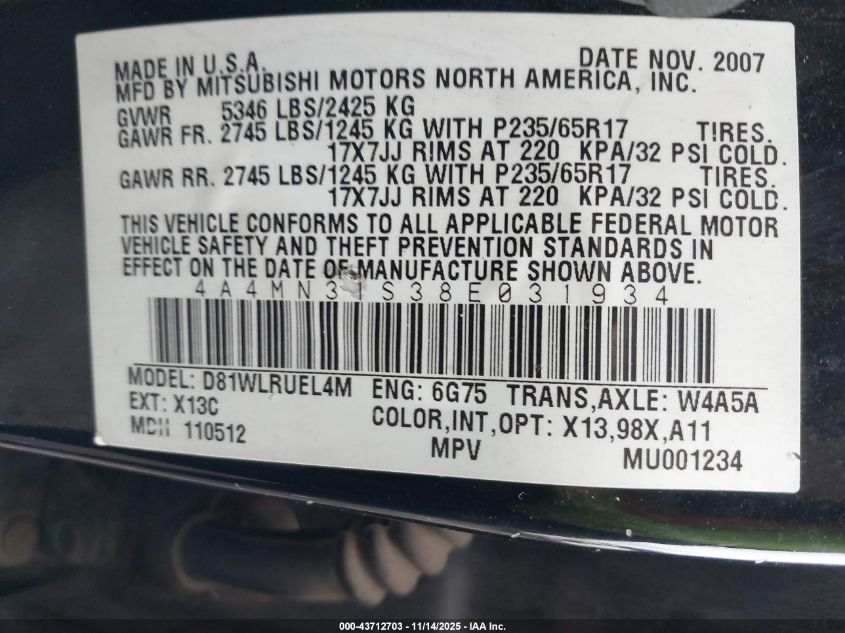 MADE IN U.S.A. DATE NOV. 2007
MFD BY MITSUBISHI MOTORS NORTH AMERICA, INC.
GVWR 5346 LBS/2425 KG
GAWR FR. 2745 LBS/1245 KG WITH P235/65R17 TIRES.
17X7JJ RIMS AT 220 KPA/32 PSI COLD.
GAWR RR. 2745 LBS/1245 KG WITH P235/65R17 TIRES.
17X7JJ RIMS AT 220 KPA/32 PSI COLD.
THIS VEHICLE CONFORMS TO ALL APPLICABLE FEDERAL MOTOR
VEHICLE SAFETY AND THEFT PREVENTION STANDARDS IN
EFFECT ON THE DATE OF MANUFACTURE SHOWN ABOVE.
4A4MN31S38E031934
MODEL: D81WLRUEL4M ENG: 6G75 TRANS,AXLE: W4A5A
EXT: X13C COLOR,INT,OPT: X13,98X,A11
110512 MPV MU001234
000-43712703 - 11/14/2025 - IAA Inc.